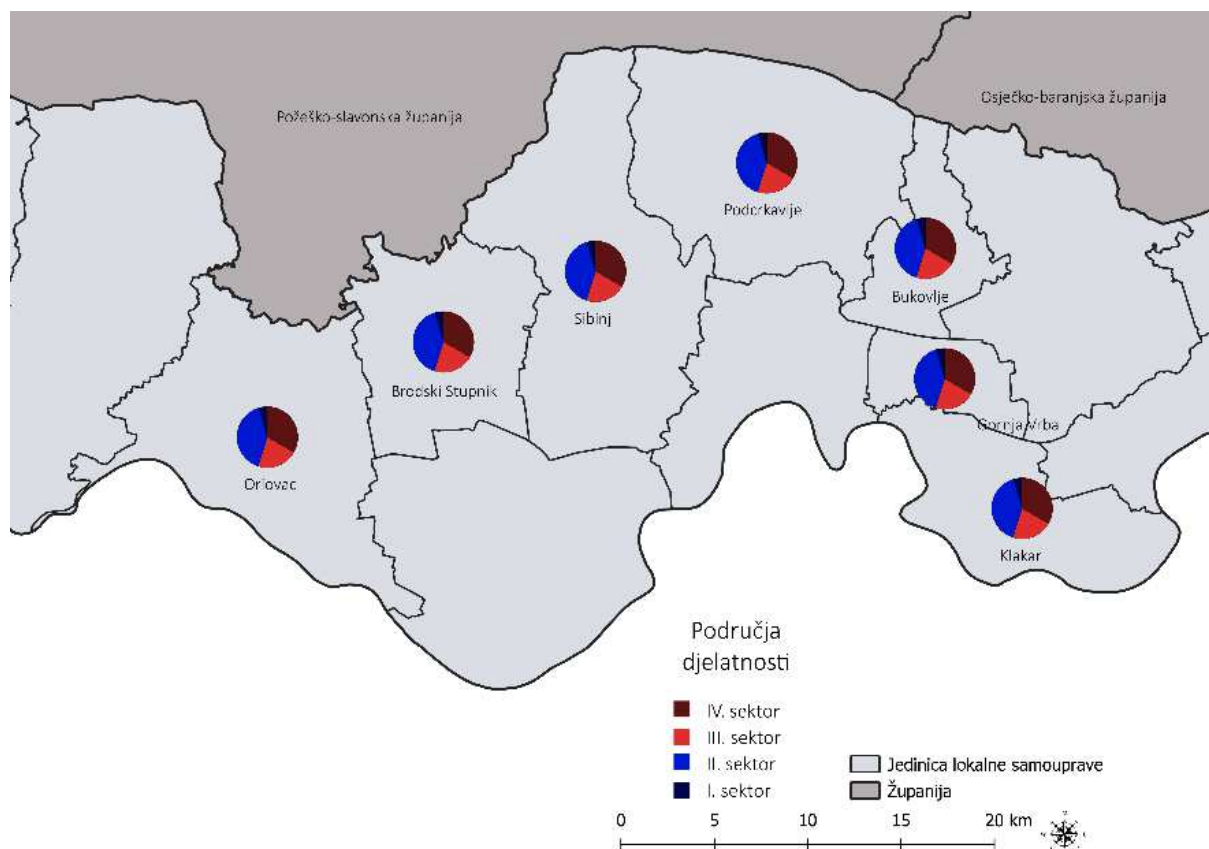 Osječko-baranjska županija
Požeško-slavonska županija
Podcrkavlje
Bukovlje
Sibinj
Brodski Stupnik
Gornja Vrba
Oriovac
Klakar
Područja
djelatnosti
IV. sektor
III. sektor
II. sektor
I. sektor
Jedinica lokalne samouprave
Županija
0 5 10 15 20 km